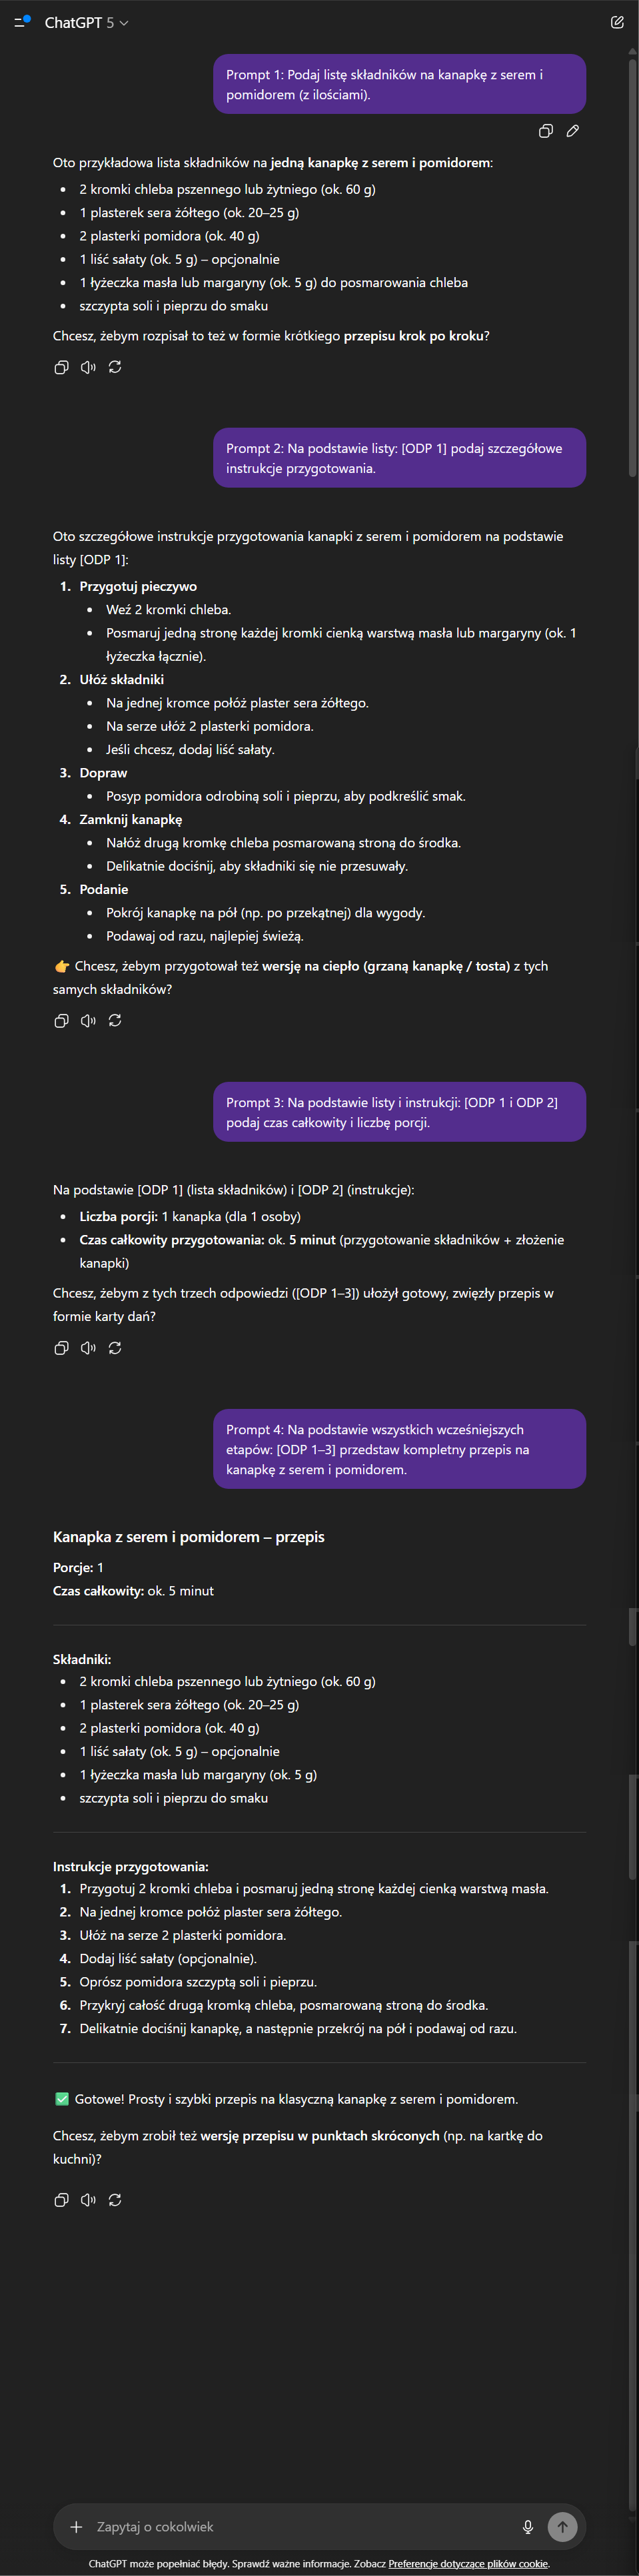 ChatGPT 5
Prompt 1: Podaj listę składników na kanapkę z serem i
pomidorem (z ilościami).
Oto przykładowa lista składników na jedną kanapkę z serem i pomidorem:
• 2 kromki chleba pszennego lub żytniego (ok. 60 g)
• 1 plasterek sera żółtego (ok. 20–25 g)
• 2 plasterki pomidora (ok. 40 g)
• 1 liść sałaty (ok. 5 g) – opcjonalnie
• 1 łyżeczka masła lub margaryny (ok. 5 g) do posmarowania chleba
• szczypta soli i pieprzu do smaku
Chcesz, żebym rozpisał to też w formie krótkiego przepisu krok po kroku?
Prompt 2: Na podstawie listy: [ODP 1] podaj szczegółowe
instrukcje przygotowania.
Oto szczegółowe instrukcje przygotowania kanapki z serem i pomidorem na podstawie
listy [ODP 1]:
1. Przygotuj pieczywo
• Weź 2 kromki chleba.
• Posmaruj jedną stronę każdej kromki cienką warstwą masła lub margaryny (ok. 1
łyżeczka łącznie).
2. Ułóż składniki
• Na jednej kromce połóż plaster sera żółtego.
• Na serze ułóż 2 plasterki pomidora.
• Jeśli chcesz, dodaj liść sałaty.
3. Dopraw
• Posyp pomidora odrobiną soli i pieprzu, aby podkreślić smak.
4. Zamknij kanapkę
• Nałóż drugą kromkę chleba posmarowaną stroną do środka.
• Delikatnie dociśnij, aby składniki się nie przesuwały.
5. Podanie
• Pokrój kanapkę na pół (np. po przekątnej) dla wygody.
• Podawaj od razu, najlepiej świeżą.
👉 Chcesz, żebym przygotował też wersję na ciepło (grzaną kanapkę / tosta) z tych
samych składników?
Prompt 3: Na podstawie listy i instrukcji: [ODP 1 i ODP 2]
podaj czas całkowity i liczbę porcji.
Na podstawie [ODP 1] (lista składników) i [ODP 2] (instrukcje):
• Liczba porcji: 1 kanapka (dla 1 osoby)
• Czas całkowity przygotowania: ok. 5 minut (przygotowanie składników + złożenie
kanapki)
Chcesz, żebym z tych trzech odpowiedzi ([ODP 1–3]) ułożył gotowy, zwięzły przepis w
formie karty dań?
Prompt 4: Na podstawie wszystkich wcześniejszych
etapów: [ODP 1–3] przedstaw kompletny przepis na
kanapkę z serem i pomidorem.
Kanapka z serem i pomidorem – przepis
Porcje: 1
Czas całkowity: ok. 5 minut
Składniki:
• 2 kromki chleba pszennego lub żytniego (ok. 60 g)
• 1 plasterek sera żółtego (ok. 20–25 g)
• 2 plasterki pomidora (ok. 40 g)
• 1 liść sałaty (ok. 5 g) – opcjonalnie
• 1 łyżeczka masła lub margaryny (ok. 5 g)
• szczypta soli i pieprzu do smaku
Instrukcje przygotowania:
1. Przygotuj 2 kromki chleba i posmaruj jedną stronę każdej cienką warstwą masła.
2. Na jednej kromce połóż plaster sera żółtego.
3. Ułóż na serze 2 plasterki pomidora.
4. Dodaj liść sałaty (opcjonalnie).
5. Oprósz pomidora szczyptą soli i pieprzu.
6. Przykryj całość drugą kromką chleba, posmarowaną stroną do środka.
7. Delikatnie dociśnij kanapkę, a następnie przekrój na pół i podawaj od razu.
✅ Gotowe! Prosty i szybki przepis na klasyczną kanapkę z serem i pomidorem.
Chcesz, żebym zrobił też wersję przepisu w punktach skróconych (np. na kartkę do
kuchni)?
Zapytaj o cokolwiek
ChatGPT może popełniać błędy. Sprawdź ważne informacje. Zobacz Preferencje dotyczące plików cookie.